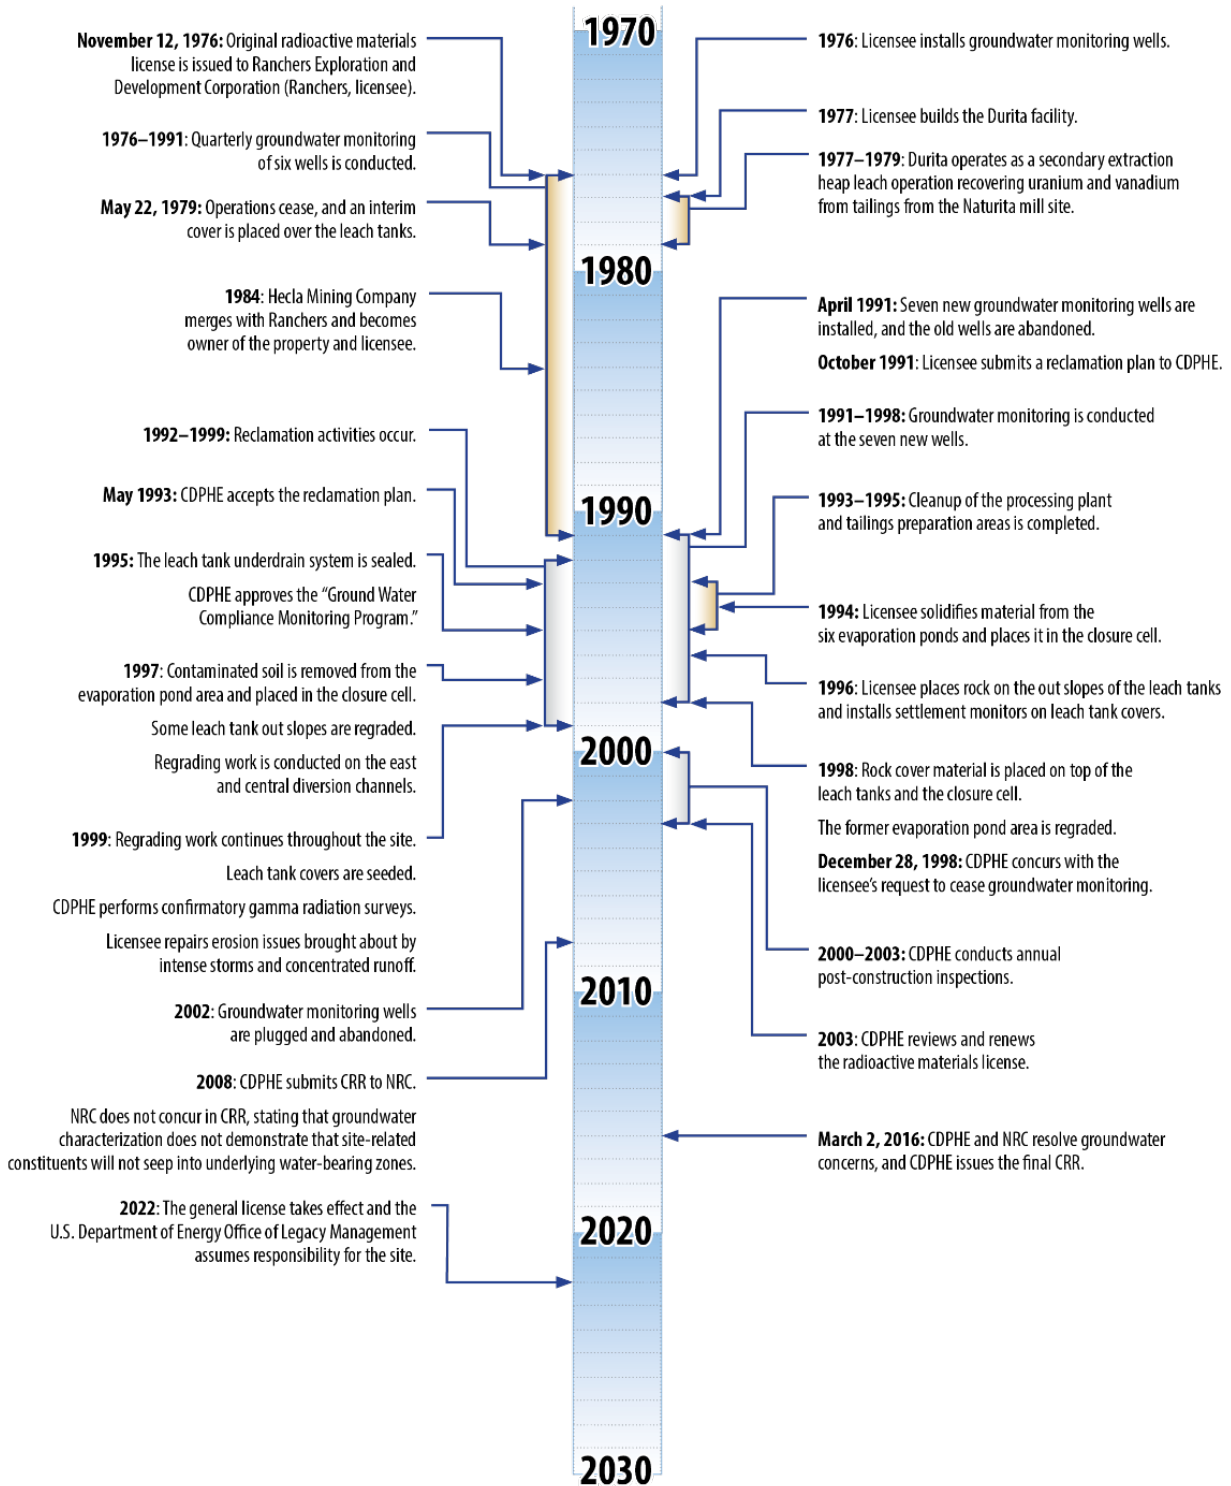 1970
1980
1990
2000
2010
2020
2030
November 12, 1976: Original radioactive materials
license is issued to Ranchers Exploration and
Development Corporation (Ranchers, licensee).
1976–1991: Quarterly groundwater monitoring
of six wells is conducted.
May 22, 1979: Operations cease, and an interim
cover is placed over the leach tanks.
1984: Hecla Mining Company
merges with Ranchers and becomes
owner of the property and licensee.
1992–1999: Reclamation activities occur.
May 1993: CDPHE accepts the reclamation plan.
1995: The leach tank underdrain system is sealed.
CDPHE approves the “Ground Water
Compliance Monitoring Program.”
1997: Contaminated soil is removed from the
evaporation pond area and placed in the closure cell.
Some leach tank out slopes are regraded.
Regrading work is conducted on the east
and central diversion channels.
1999: Regrading work continues throughout the site.
Leach tank covers are seeded.
CDPHE performs confirmatory gamma radiation surveys.
Licensee repairs erosion issues brought about by
intense storms and concentrated runoff.
2002: Groundwater monitoring wells
are plugged and abandoned.
2008: CDPHE submits CRR to NRC.
NRC does not concur in CRR, stating that groundwater
characterization does not demonstrate that site-related
constituents will not seep into underlying water-bearing zones.
2022: The general license takes effect and the
U.S. Department of Energy Office of Legacy Management
assumes responsibility for the site.
1976: Licensee installs groundwater monitoring wells.
1977: Licensee builds the Durita facility.
1977–1979: Durita operates as a secondary extraction
heap leach operation recovering uranium and vanadium
from tailings from the Naturita mill site.
April 1991: Seven new groundwater monitoring wells are
installed, and the old wells are abandoned.
October 1991: Licensee submits a reclamation plan to CDPHE.
1991–1998: Groundwater monitoring is conducted
at the seven new wells.
1993–1995: Cleanup of the processing plant
and tailings preparation areas is completed.
1994: Licensee solidifies material from the
six evaporation ponds and places it in the closure cell.
1996: Licensee places rock on the out slopes of the leach tanks
and installs settlement monitors on leach tank covers.
1998: Rock cover material is placed on top of the
leach tanks and the closure cell.
The former evaporation pond area is regraded.
December 28, 1998: CDPHE concurs with the
licensee’s request to cease groundwater monitoring.
2000–2003: CDPHE conducts annual
post-construction inspections.
2003: CDPHE reviews and renews
the radioactive materials license.
March 2, 2016: CDPHE and NRC resolve groundwater
concerns, and CDPHE issues the final CRR.